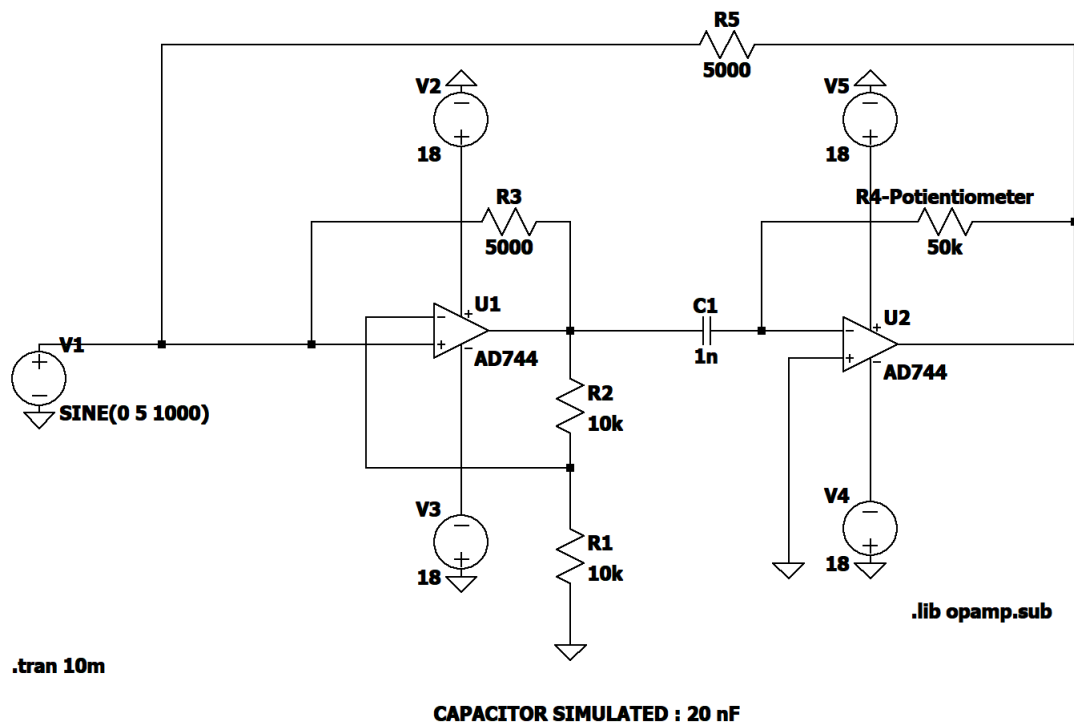 R5
5000
V2
18
V5
18
R3
5000
R4-Potientiometer
50k
U1
AD744
C1
1n
U2
AD744
V1
SINE(0 5 1000)
R2
10k
V3
18
R1
10k
V4
18
.lib opamp.sub
.tran 10m
CAPACITOR SIMULATED : 20 nF